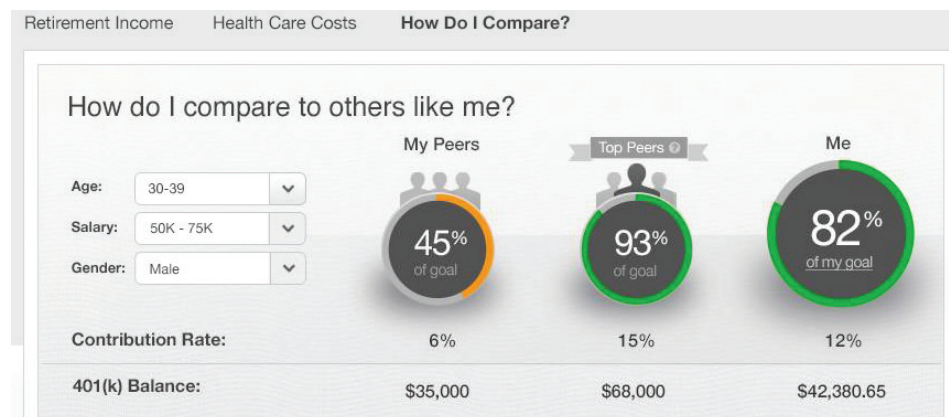 Retirement Income Health Care Costs How Do I Compare?
How do I compare to others like me?
My Peers Top Peers ? Me
Age: 30-39
Salary: 50K - 75K
Gender: Male
45% 93% 82%
of goal of goal of my goal
Contribution Rate: 6% 15% 12%
401(k) Balance: $35,000 $68,000 $42,380.65